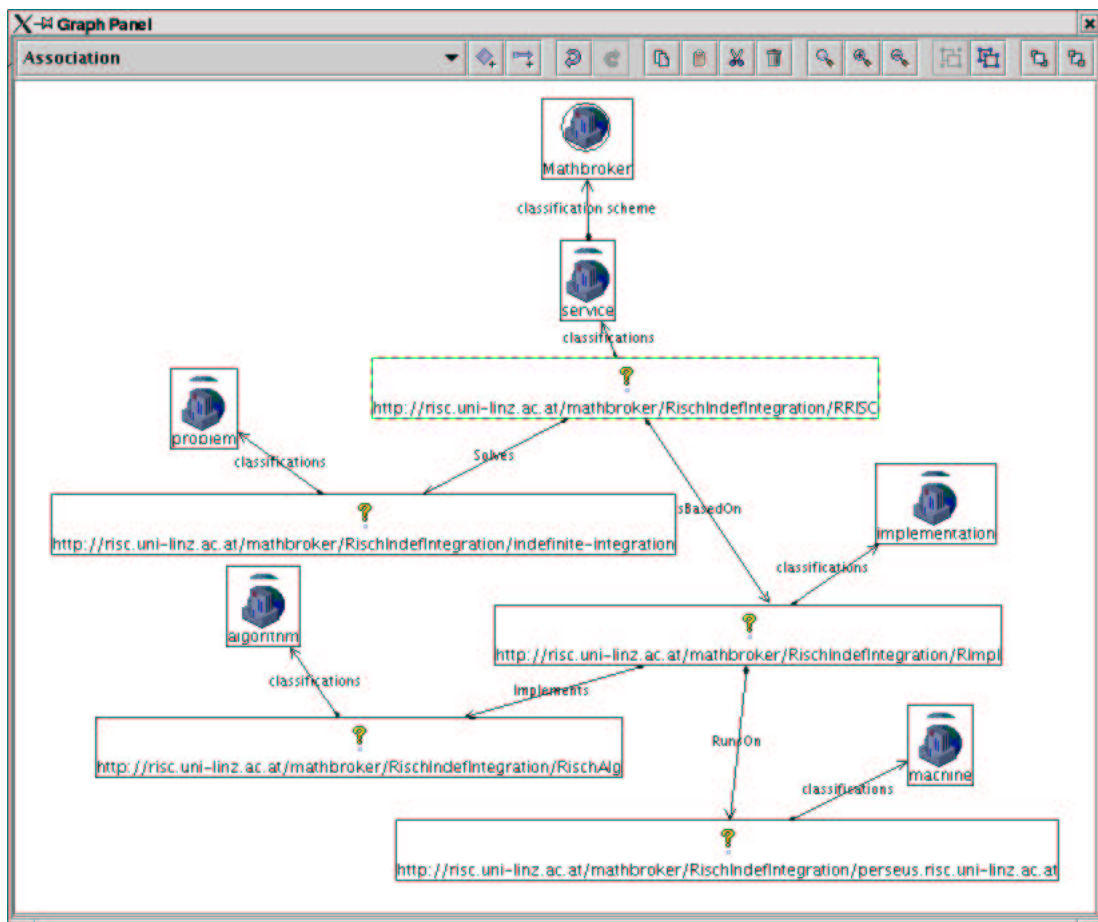 Graph Panel
Association
Mathbroker
classification scheme
service
classifications
http://risc.uni-linz.ac.at/mathbroker/RischIndefIntegration/RRISC
problem
classifications
Solves
http://risc.uni-linz.ac.at/mathbroker/RischIndefIntegration/indefinite-integration
sBasedOn
implementation
classifications
algorithm
http://risc.uni-linz.ac.at/mathbroker/RischIndefIntegration/RImpl
classifications
Implements
http://risc.uni-linz.ac.at/mathbroker/RischIndefIntegration/RischAlg
RunsOn
machine
classifications
http://risc.uni-linz.ac.at/mathbroker/RischIndefIntegration/perseus.risc.uni-linz.ac.at